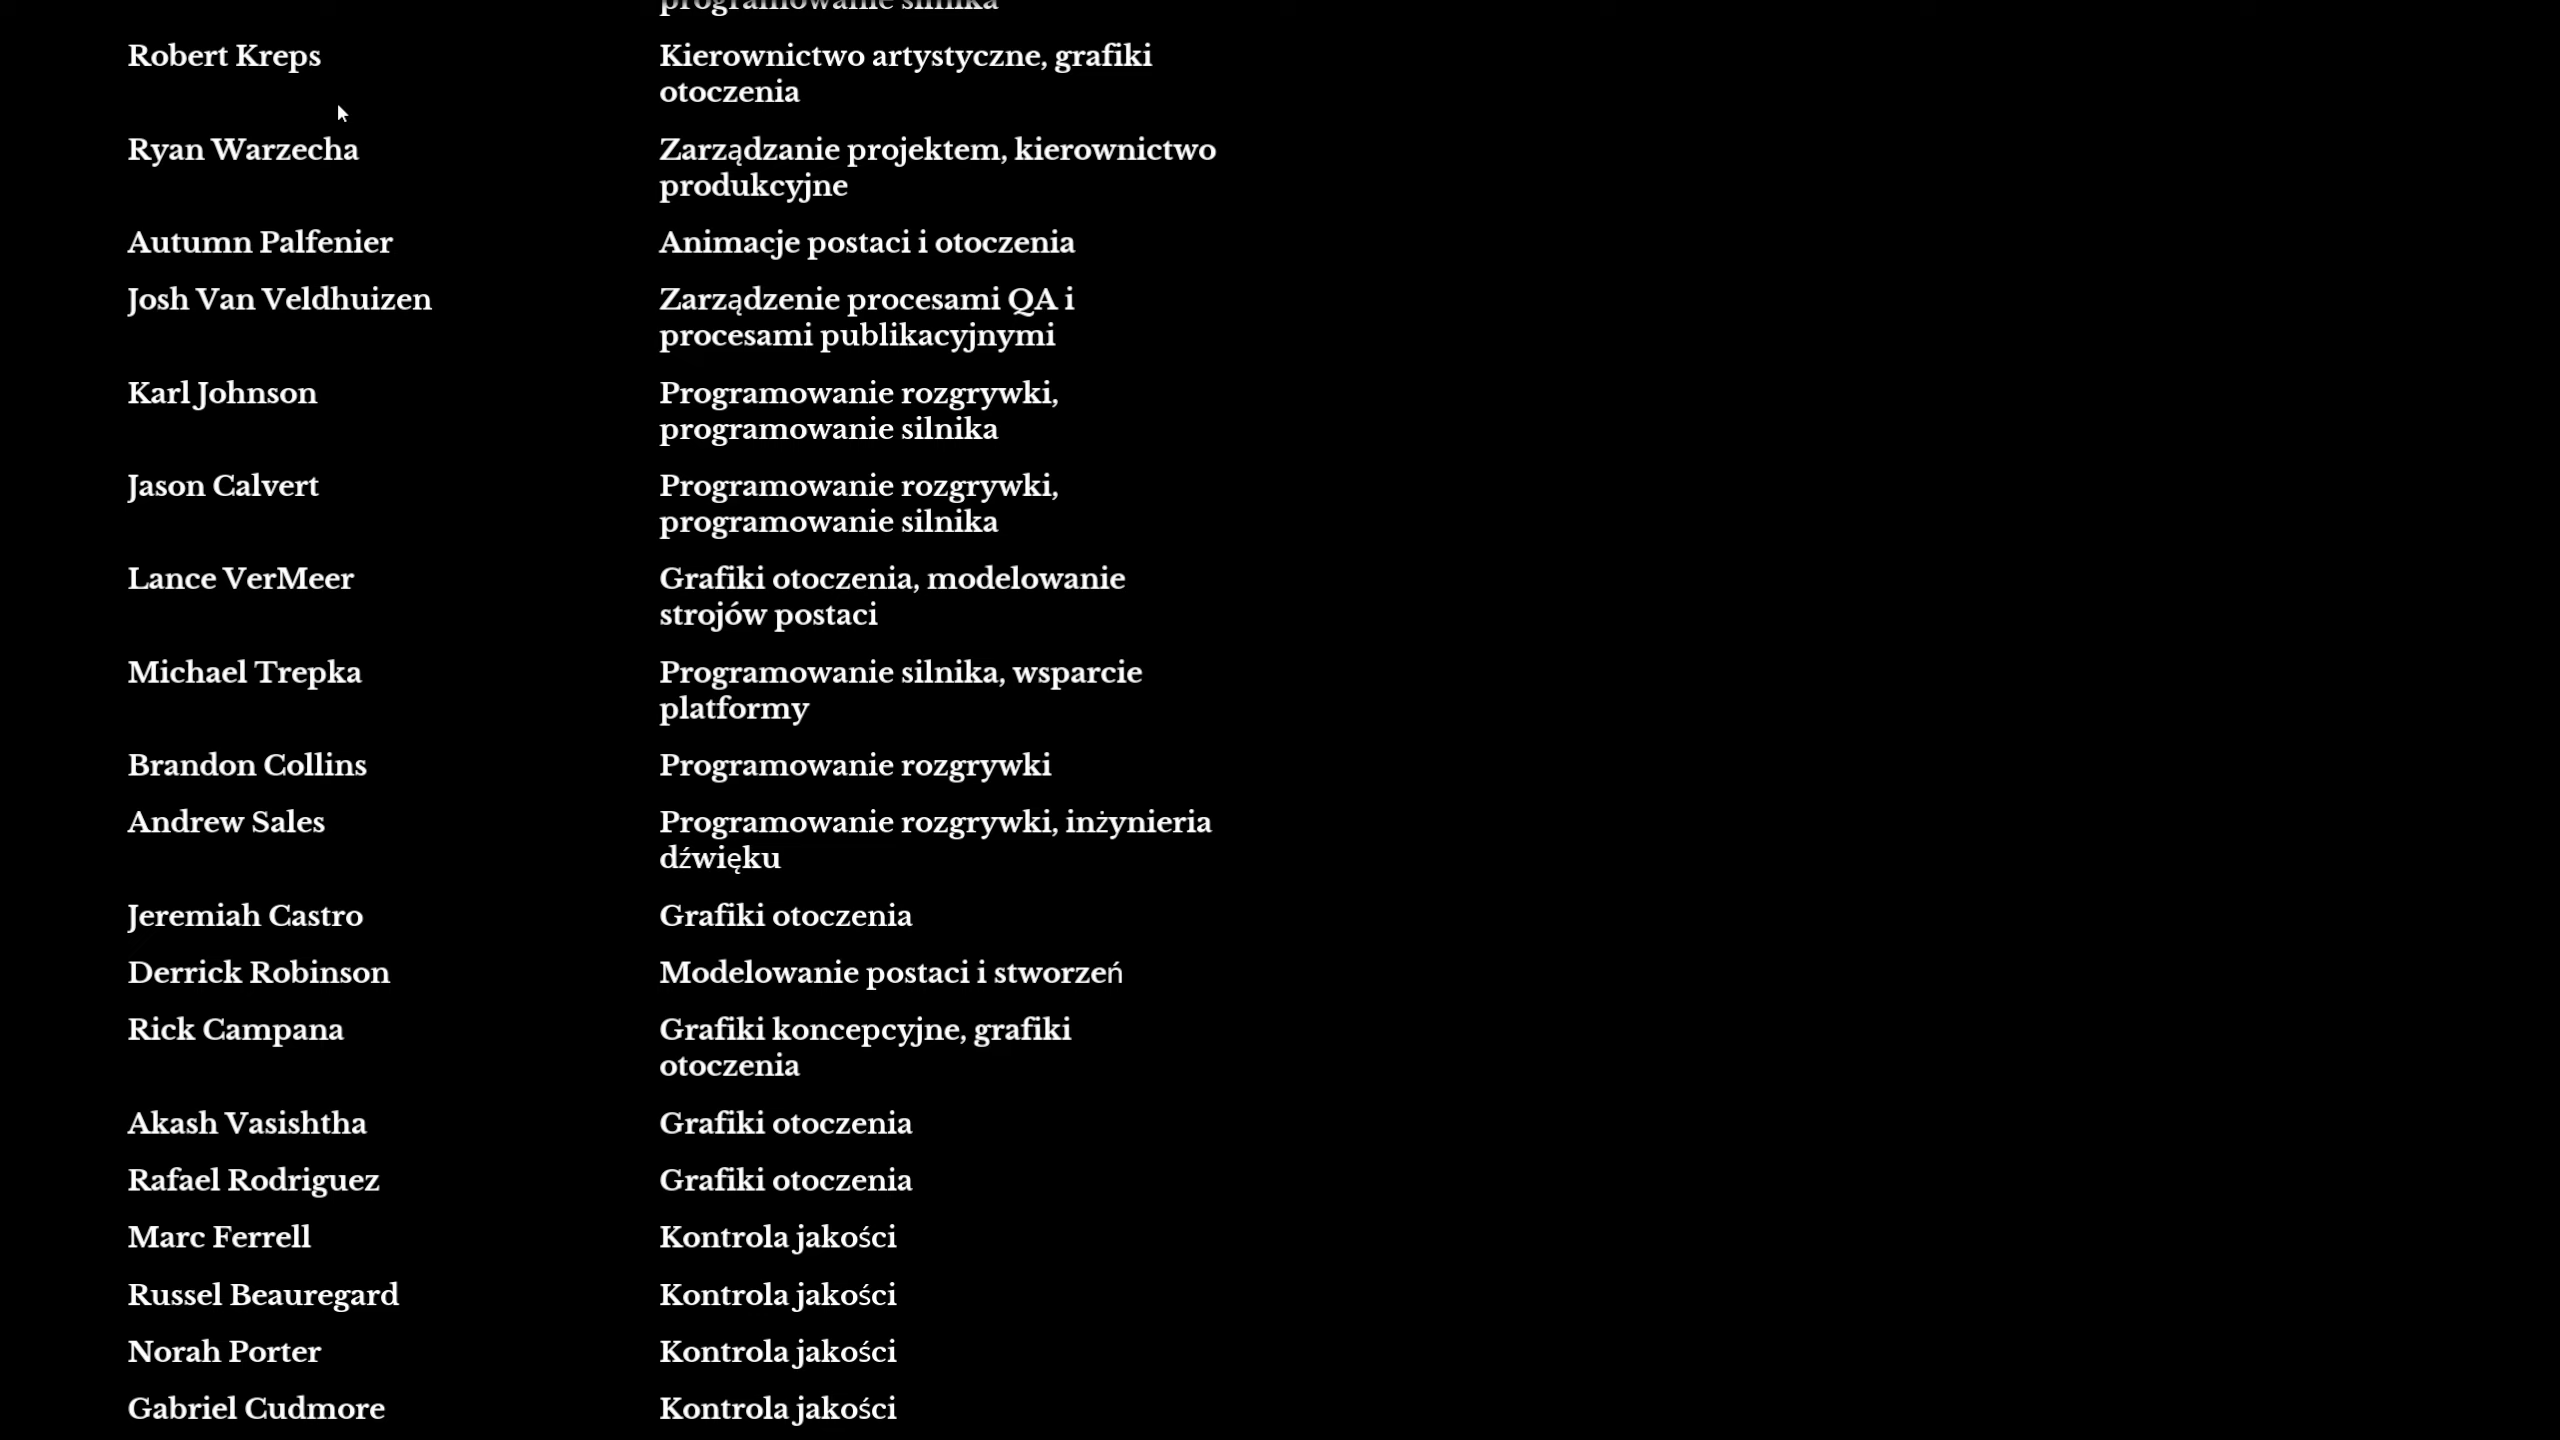 programowanie silnika
Robert Kreps
Kierownictwo artystyczne, grafiki
otoczenia
Ryan Warzecha
Zarządzanie projektem, kierownictwo
produkcyjne
Autumn Palfenier
Animacje postaci i otoczenia
Josh Van Veldhuizen
Zarządzenie procesami QA i
procesami publikacyjnymi
Karl Johnson
Programowanie rozgrywki,
programowanie silnika
Jason Calvert
Programowanie rozgrywki,
programowanie silnika
Lance VerMeer
Grafiki otoczenia, modelowanie
strojów postaci
Michael Trepka
Programowanie silnika, wsparcie
platformy
Brandon Collins
Programowanie rozgrywki
Andrew Sales
Programowanie rozgrywki, inżynieria
dźwięku
Jeremiah Castro
Grafiki otoczenia
Derrick Robinson
Modelowanie postaci i stworzeń
Rick Campana
Grafiki koncepcyjne, grafiki
otoczenia
Akash Vasishtha
Grafiki otoczenia
Rafael Rodriguez
Grafiki otoczenia
Marc Ferrell
Kontrola jakości
Russel Beauregard
Kontrola jakości
Norah Porter
Kontrola jakości
Gabriel Cudmore
Kontrola jakości